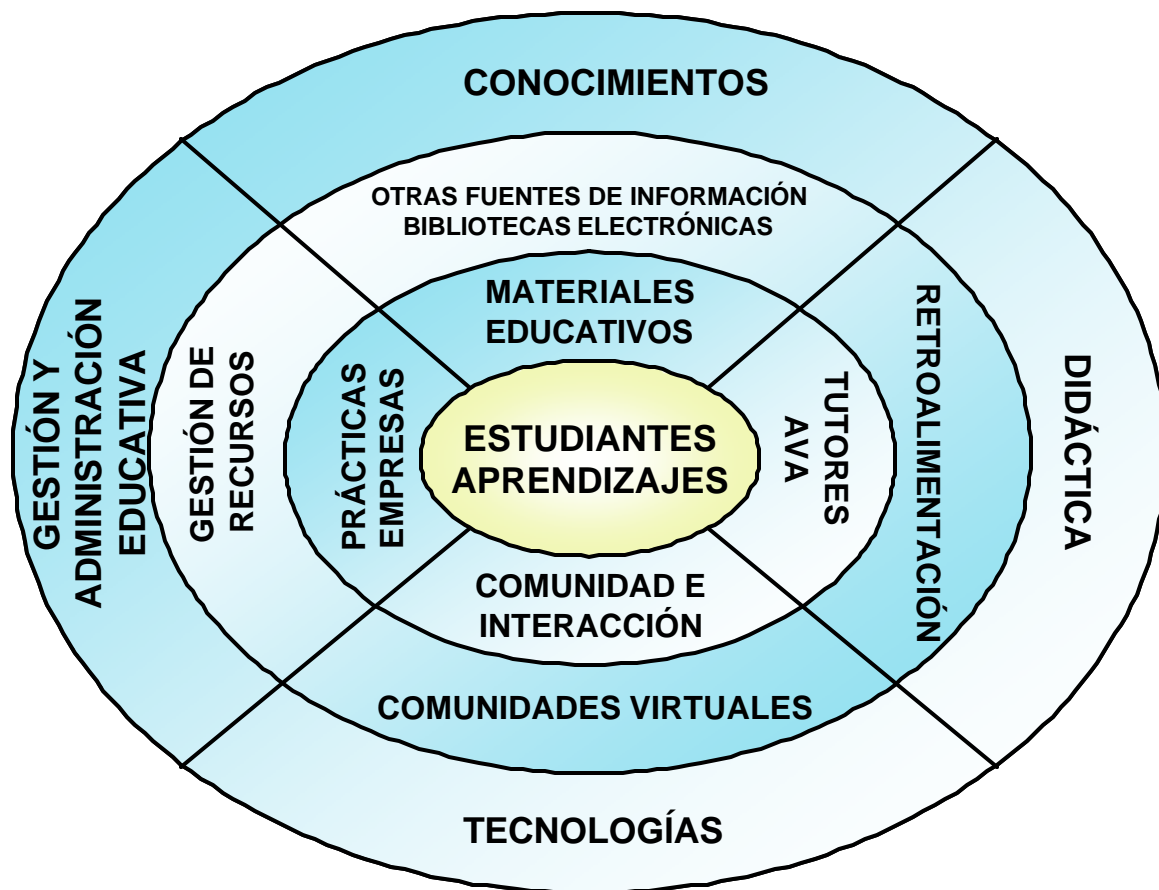 CONOCIMIENTOS
OTRAS FUENTES DE INFORMACIÓN
BIBLIOTECAS ELECTRÓNICAS
MATERIALES
EDUCATIVOS
GESTIÓN Y
ADMINISTRACIÓN
EDUCATIVA
GESTIÓN DE
RECURSOS
PRÁCTICAS
EMPRESAS
ESTUDIANTES
APRENDIZAJES
TUTORES
AVA
RETROALIMENTACIÓN
DIDÁCTICA
COMUNIDAD E
INTERACCIÓN
COMUNIDADES VIRTUALES
TECNOLOGÍAS